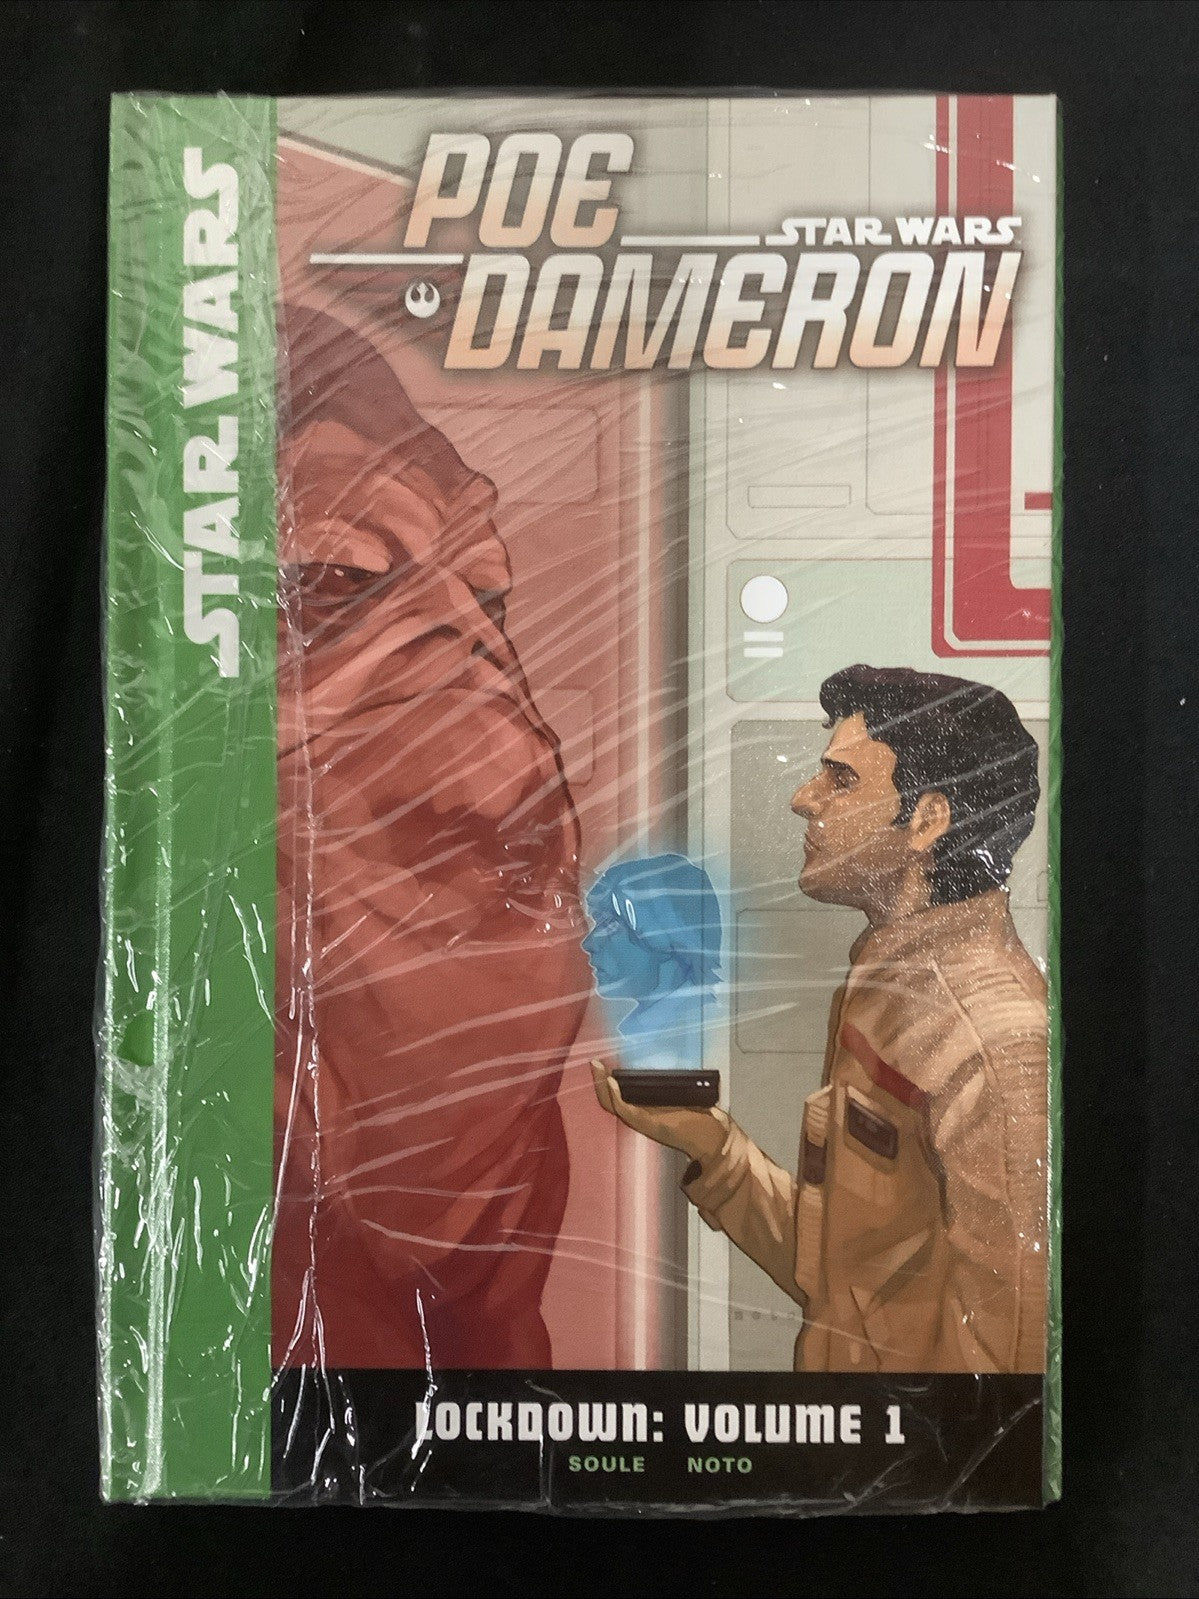 STAR WARS
POE
STAR WARS
DAMERON
LOCKDOWN: VOLUME 1
SOULE NOTO